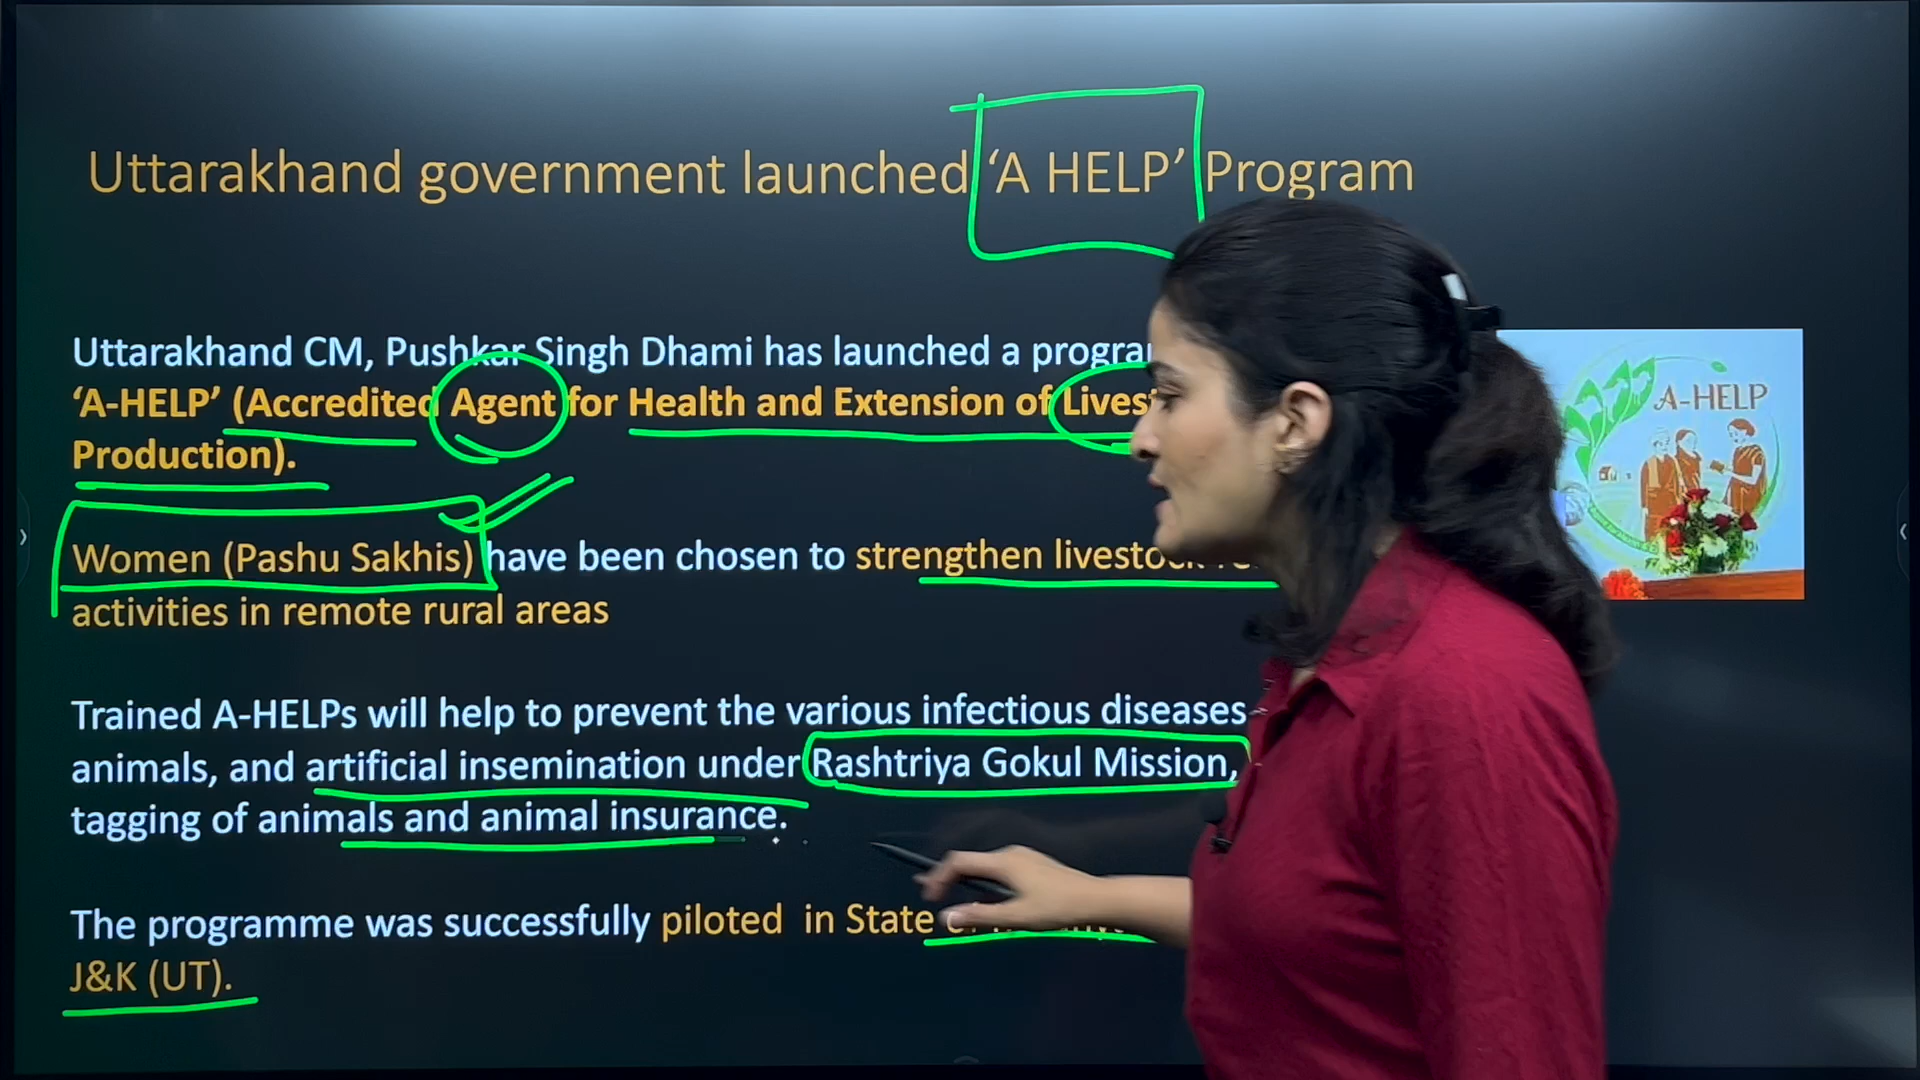 Uttarakhand government launched ‘A HELP’ Program
Uttarakhand CM, Pushkar Singh Dhami has launched a
‘A-HELP’ (Accredited Agent for Health and Extension of
Production).
Women (Pashu Sakhis) have been chosen to strengthen
activities in remote rural areas
Trained A-HELPs will help to prevent the various infectious diseases
animals, and artificial insemination under Rashtriya Gokul Mission,
tagging of animals and animal insurance.
The programme was successfully piloted in State
J&K (UT).
A-HELP